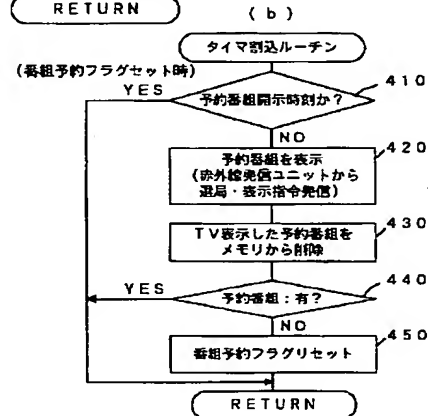 RETURN
(b)
タイマ割込ルーチン
(番組予約フラグセット時)
YES
予約番組開示時刻か?
410
NO
420
予約番組を表示
(赤外線発信ユニットから
選局・表示指令発信)
430
TV表示した予約番組を
メモリから削除
440
YES
予約番組:有?
NO
450
番組予約フラグリセット
RETURN